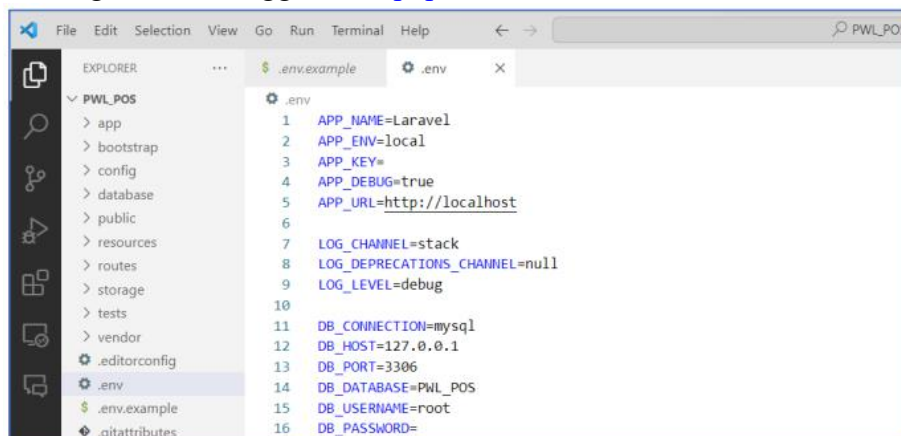 File Edit Selection View Go Run Terminal Help
PWL_PO
EXPLORER ...
$ .env.example
.env
PWL_POS
app
bootstrap
config
database
public
resources
routes
storage
tests
vendor
.editorconfig
.env
$ .env.example
.gitattributes
.env
1 APP_NAME=Laravel
2 APP_ENV=local
3 APP_KEY=
4 APP_DEBUG=true
5 APP_URL=http://localhost
6
7 LOG_CHANNEL=stack
8 LOG_DEPRECATIONS_CHANNEL=null
9 LOG_LEVEL=debug
10
11 DB_CONNECTION=mysql
12 DB_HOST=127.0.0.1
13 DB_PORT=3306
14 DB_DATABASE=PWL_POS
15 DB_USERNAME=root
16 DB_PASSWORD=